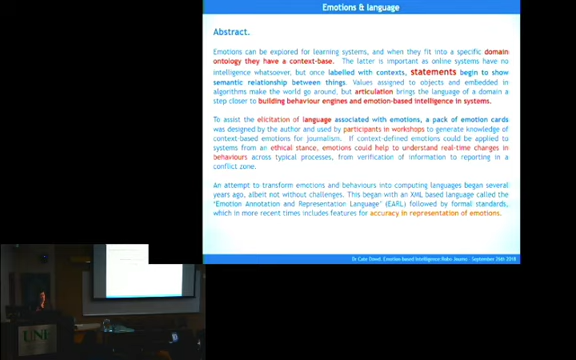 Emotions & language
Abstract.
Emotions can be explored for learning systems, and when they fit into a specific domain
ontology they have a context-base. The latter is important as online systems have no
intelligence whatsoever, but once labelled with contexts, statements begin to show
semantic relationship between things. Values assigned to objects and embedded in
algorithms make the world go around, but articulation brings the language of a domain a
step closer to building behaviour engines and emotion-based intelligence in systems.
To assist the elicitation of language associated with emotions, a pack of emotion cards
was designed by the author and used by participants in workshops to generate knowledge of
context-based emotions for journalism. If context-defined emotions could be applied to
systems from an ethical stance, emotions could help to understand real-time changes in
behaviours across typical processes, from verification of information to reporting in a
conflict zone.
An attempt to transform emotions and behaviours into computing languages began several
years ago, albeit not without challenges. This began with an XML based language called the
'Emotion Annotation and Representation Language' (EARL) followed by formal standards,
which in more recent times includes features for accuracy in representation of emotions.
Dr Cate Dowd. Emotion-based Intelligence September 26th 2018
UNE